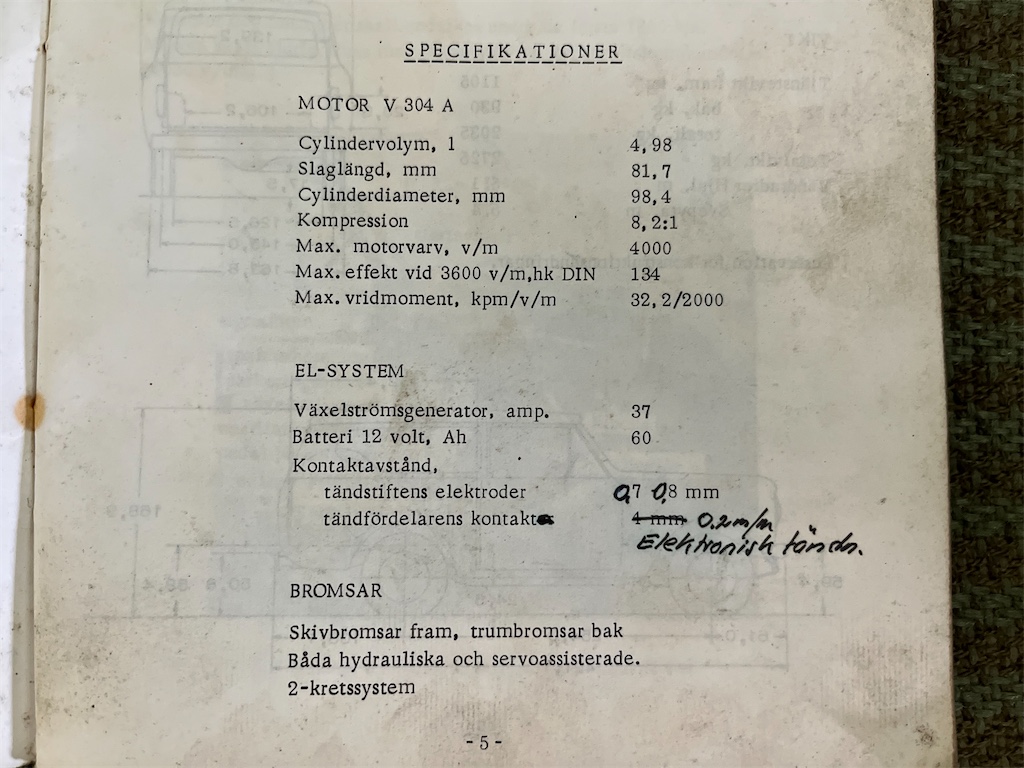 SPECIFIKATIONER
MOTOR V 304 A
Cylindervolym, l 4,98
Slaglängd, mm 81,7
Cylinderdiameter, mm 98,4
Kompression 8,2:1
Max. motorvarv, v/m 4000
Max. effekt vid 3600 v/m, hk DIN 134
Max. vridmoment, kpm/v/m 32,2/2000
EL-SYSTEM
Växelströmsgenerator, amp. 37
Batteri 12 volt, Ah 60
Kontaktavstånd,
tändstiftens elektroder 0,7 0,8 mm
tändfördelarens kontakt 4 mm 0.2 m/m
Elektronisk tändn.
BROMSAR
Skivbromsar fram, trumbromsar bak
Båda hydrauliska och servoassisterade.
2-kretssystem
- 5 -